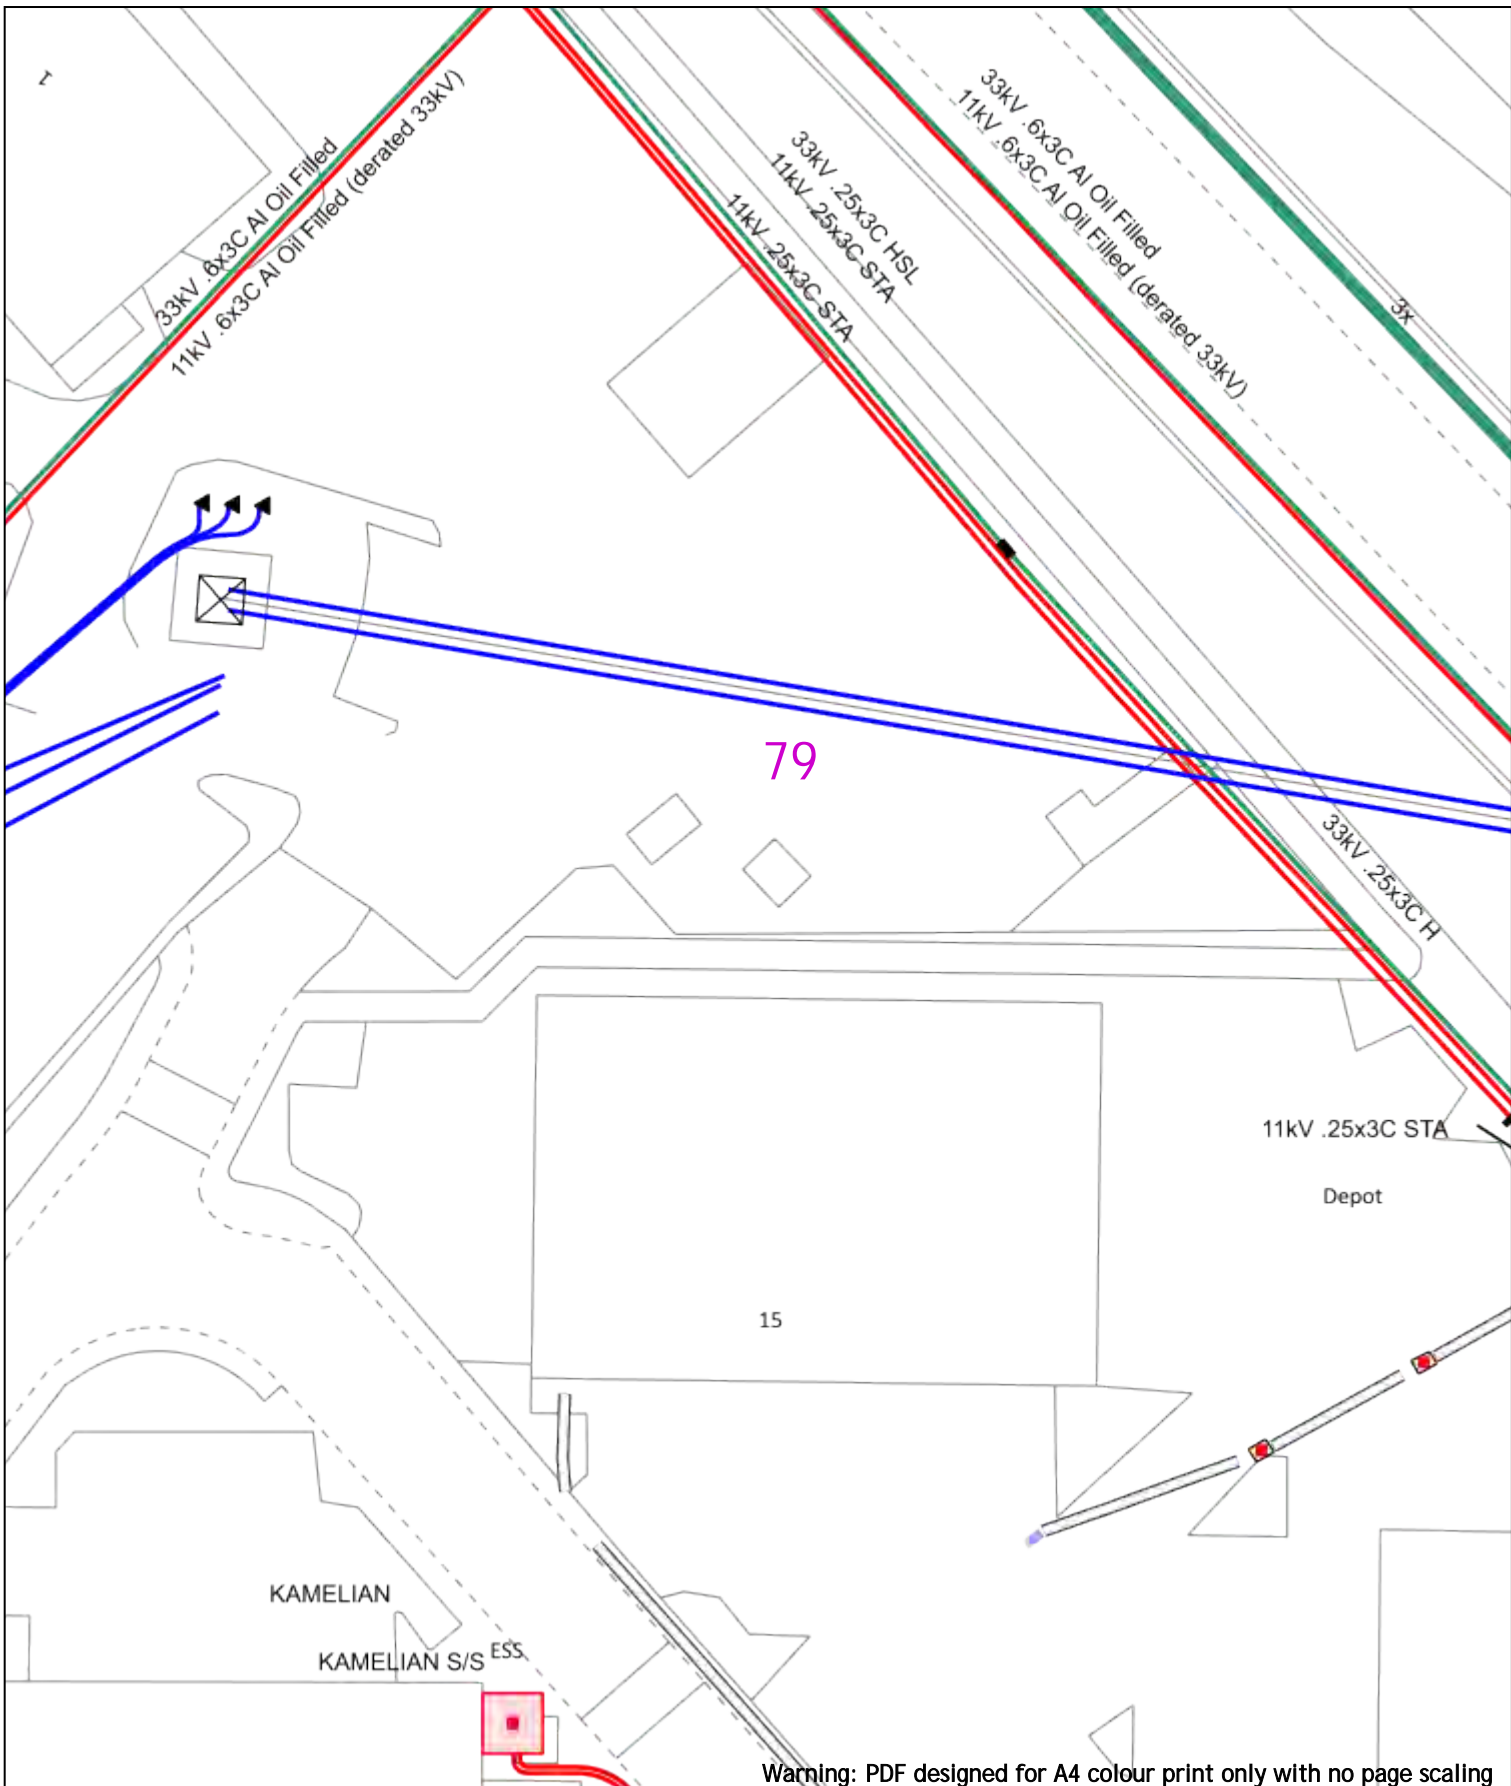 1
33kV .6x3C Al Oil Filled
11kV .6x3C Al Oil Filled (derated 33kV)
33kV .25x3C HSL
11kV .25x3C STA
11kV .25x3C STA
33kV .6x3C Al Oil Filled
11kV .6x3C Al Oil Filled (derated 33kV)
3x
79
33kV .25x3C H
11kV .25x3C STA
Depot
15
KAMELIAN
KAMELIAN S/S
ESS
Warning: PDF designed for A4 colour print only with no page scaling